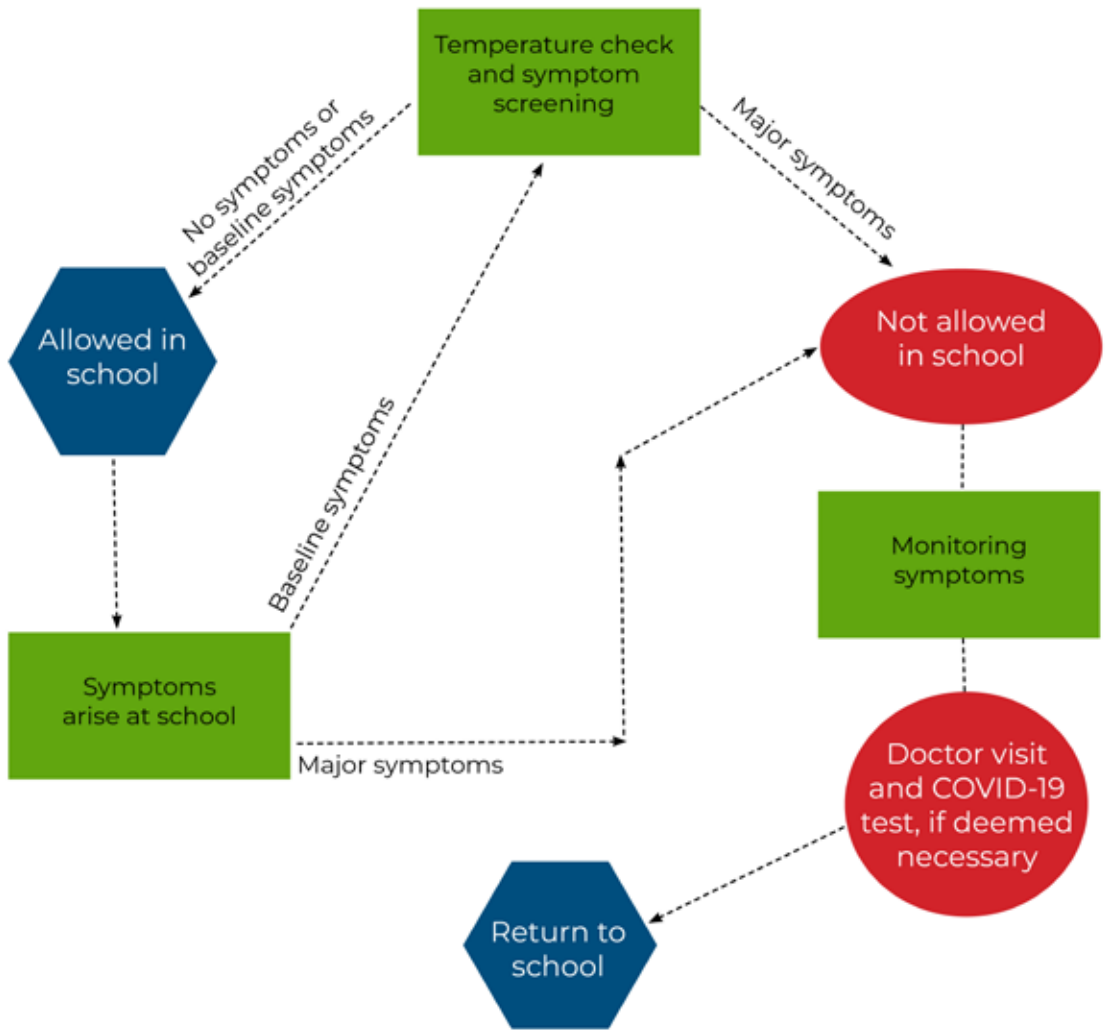 Temperature check
and symptom
screening
No symptoms or
baseline symptoms
Major symptoms
Allowed in
school
Not allowed
in school
Baseline symptoms
Monitoring
symptoms
Symptoms
arise at school
Major symptoms
Doctor visit
and COVID-19
test, if deemed
necessary
Return to
school